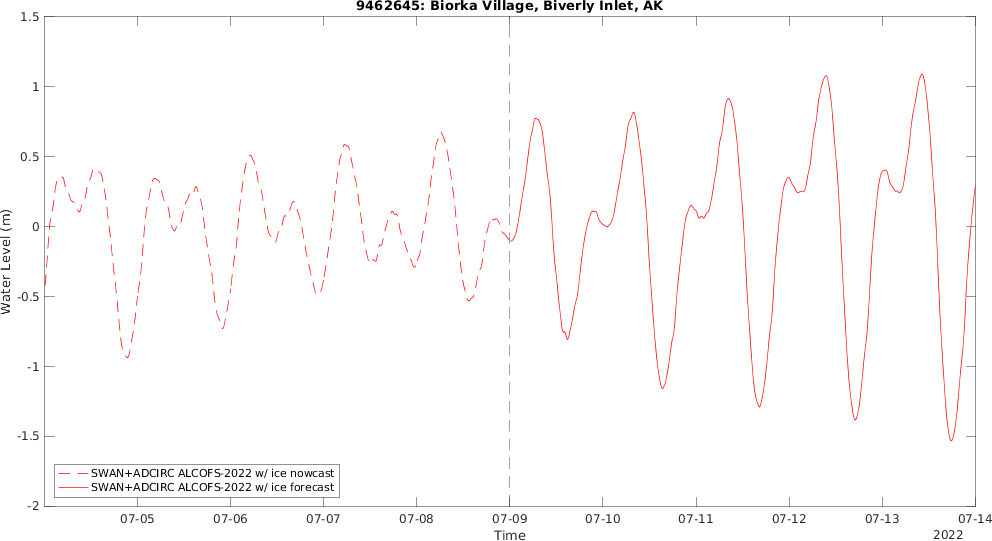 9462645: Biorka Village, Biverly Inlet, AK
1.5
1
0.5
0
-0.5
-1
-1.5
-2
Water Level (m)
SWAN+ADCIRC ALCOFS-2022 w/ ice nowcast
SWAN+ADCIRC ALCOFS-2022 w/ ice forecast
07-05 07-06 07-07 07-08 07-09 07-10 07-11 07-12 07-13 07-14
Time
2022